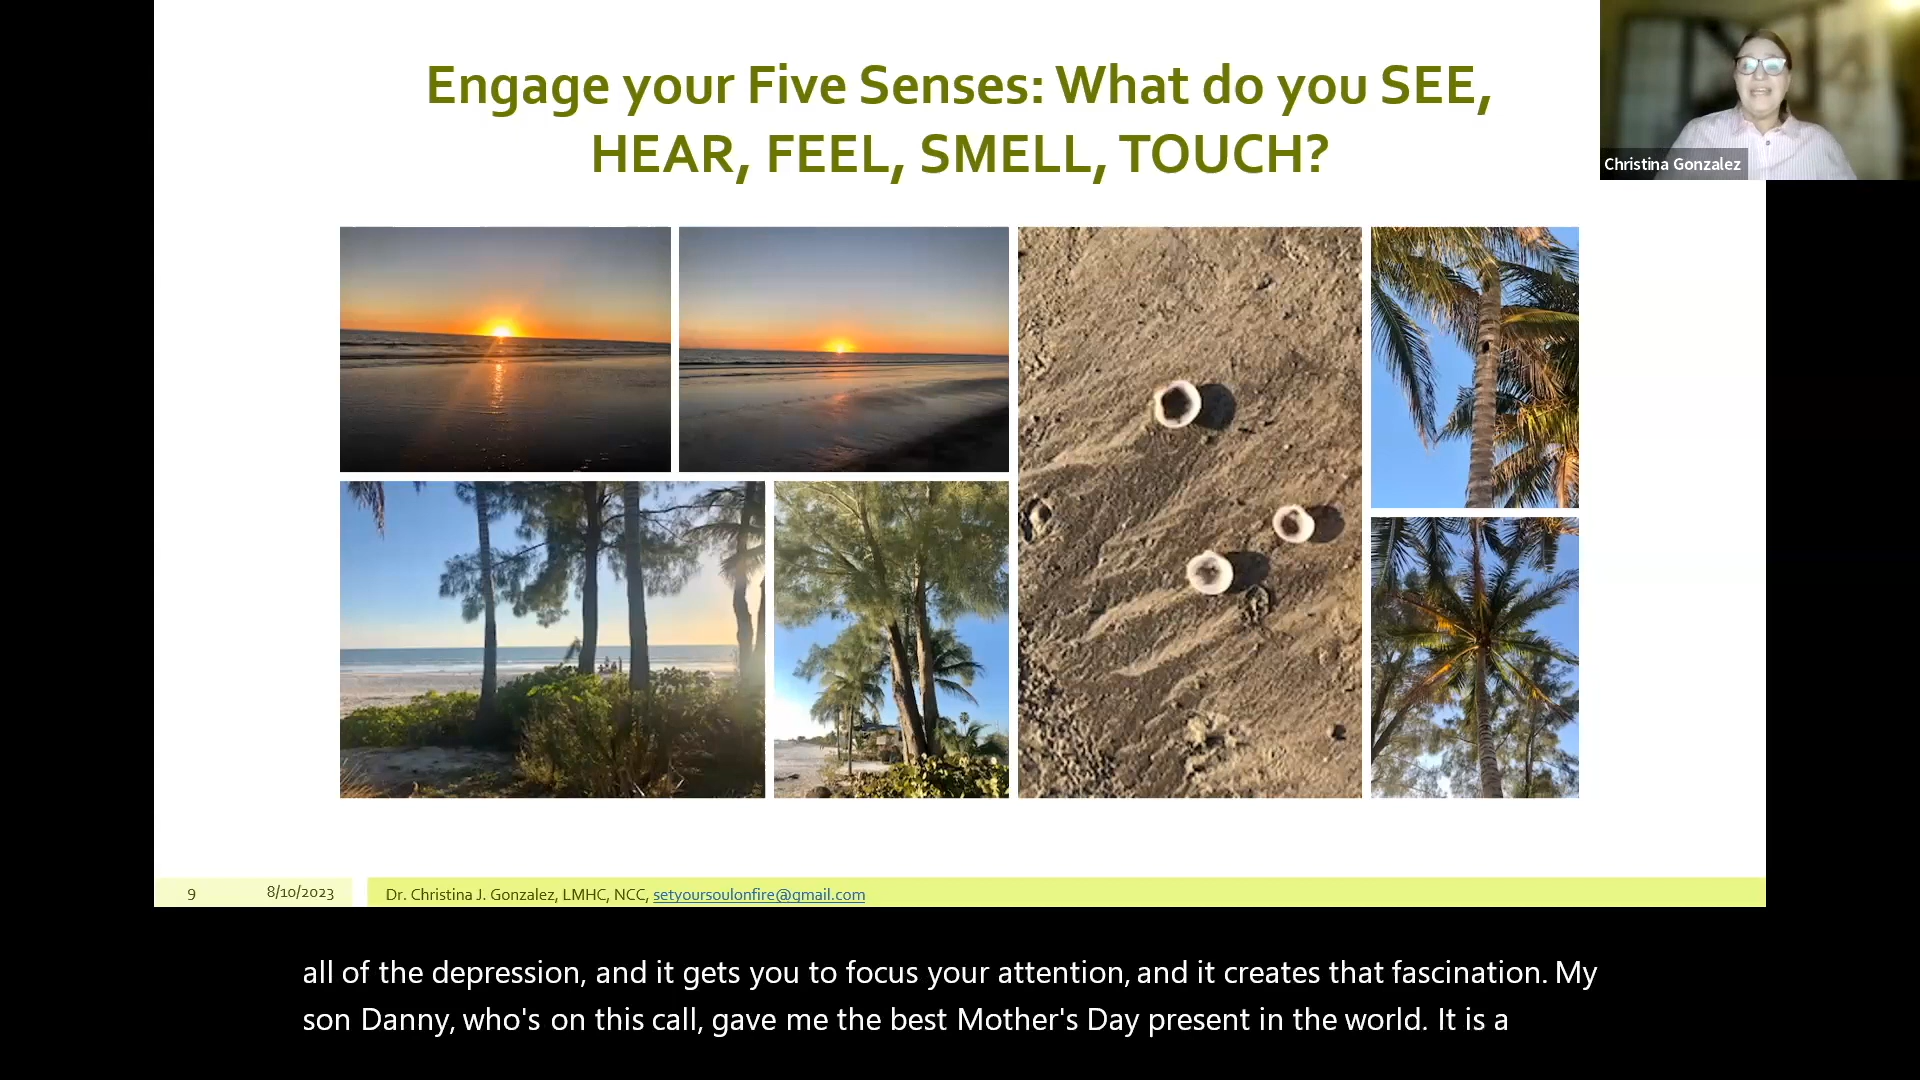 Engage your Five Senses: What do you SEE,
HEAR, FEEL, SMELL, TOUCH?
Christina Gonzalez
9
8/10/2023
Dr. Christina J. Gonzalez, LMHC, NCC, setyoursoulonfire@gmail.com
all of the depression, and it gets you to focus your attention, and it creates that fascination. My
son Danny, who's on this call, gave me the best Mother's Day present in the world. It is a